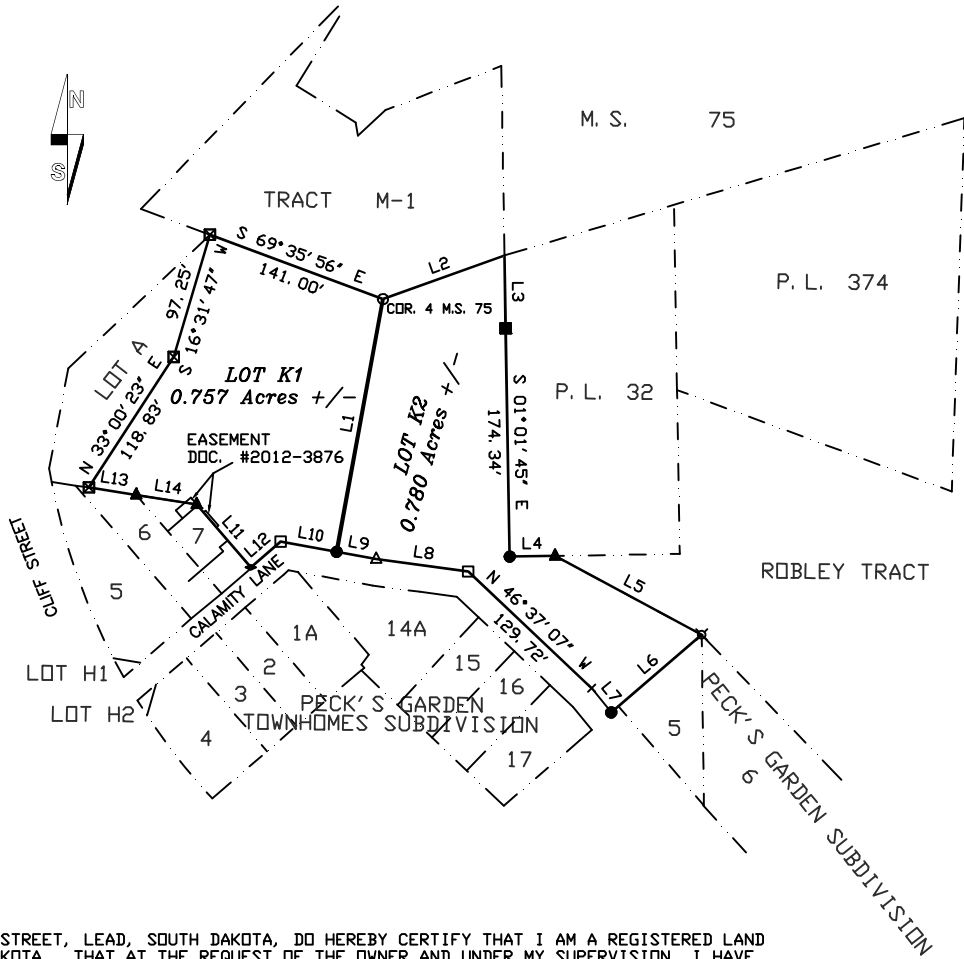 N
S
M. S. 75
TRACT M-1
S 69°35'56" E
141.00'
L2
COR. 4 M.S. 75
L3
P. L. 374
97.25'
S 16°31'47" W
LOT A
LOT K1
0.757 Acres +/-
L1
LOT K2
0.780 Acres +/-
S 01°01'45" E
174.34'
P. L. 32
N 33°00'23" E
118.83'
EASEMENT
DOC. #2012-3876
L13
L14
L11
L12
L10
L9
L8
L4
L5
ROBLEY TRACT
6
7
5
CLIFF STREET
CALAMITY LANE
N 46°37'07" W
129.72'
L6
L7
1A
14A
2
15
3
16
4
17
LOT H1
LOT H2
PECK'S GARDEN
TOWNHOMES SUBDIVISION
5
6
PECK'S GARDEN SUBDIVISION
STREET, LEAD, SOUTH DAKOTA, DO HEREBY CERTIFY THAT I AM A REGISTERED LAND
KOTA. THAT AT THE REQUEST OF THE OWNER AND UNDER MY SUPERVISION, I HAVE